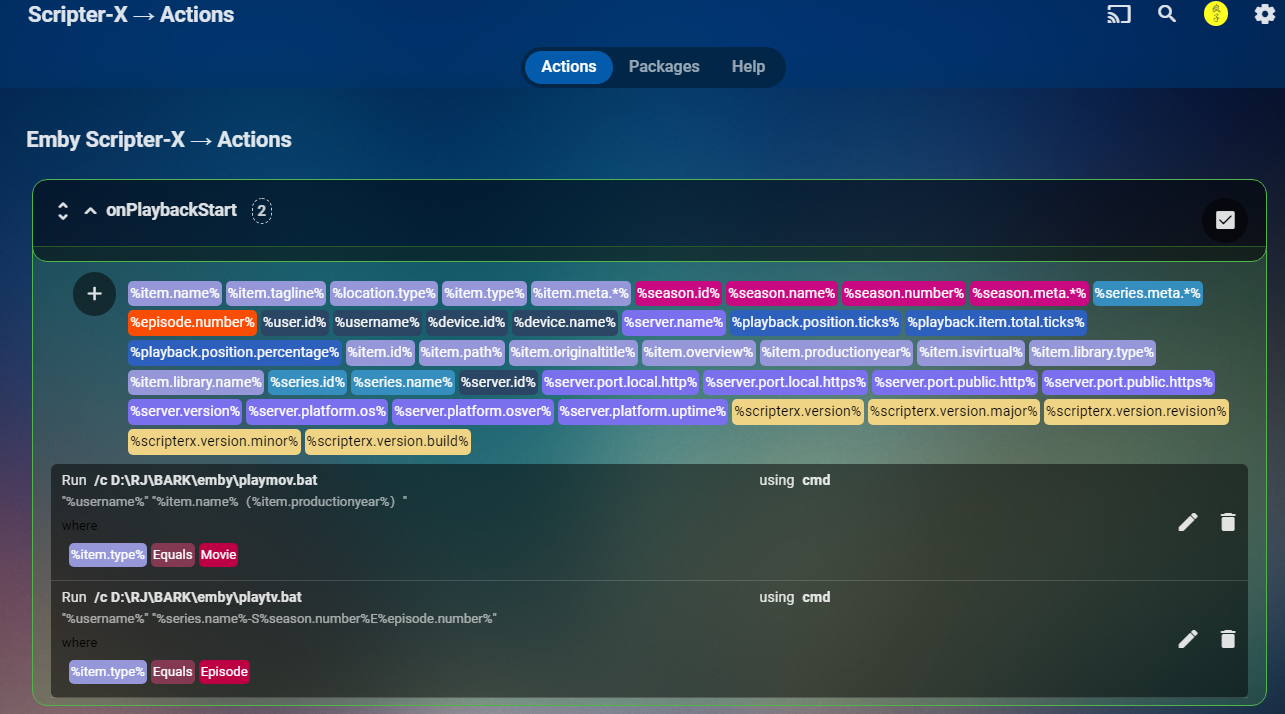 Scripter-X → Actions
Actions Packages Help
Emby Scripter-X → Actions
onPlaybackStart 2
%item.name% %item.tagline% %location.type% %item.type% %item.meta.*% %season.id% %season.name% %season.number% %season.meta.*% %series.meta.*%
%episode.number% %user.id% %username% %device.id% %device.name% %server.name% %playback.position.ticks% %playback.item.total.ticks%
%playback.position.percentage% %item.id% %item.path% %item.originaltitle% %item.overview% %item.productionyear% %item.isvirtual% %item.library.type%
%item.library.name% %series.id% %series.name% %server.id% %server.port.local.http% %server.port.local.https% %server.port.public.http% %server.port.public.https%
%server.version% %server.platform.os% %server.platform.osver% %server.platform.uptime% %scripterx.version% %scripterx.version.major% %scripterx.version.revision%
%scripterx.version.minor% %scripterx.version.build%
Run /c D:\RJ\BARK\emby\playmov.bat using cmd
"%username%" "%item.name%（%item.productionyear%）"
where
%item.type% Equals Movie
Run /c D:\RJ\BARK\emby\playtv.bat using cmd
"%username%" "%series.name%-S%season.number%E%episode.number%"
where
%item.type% Equals Episode